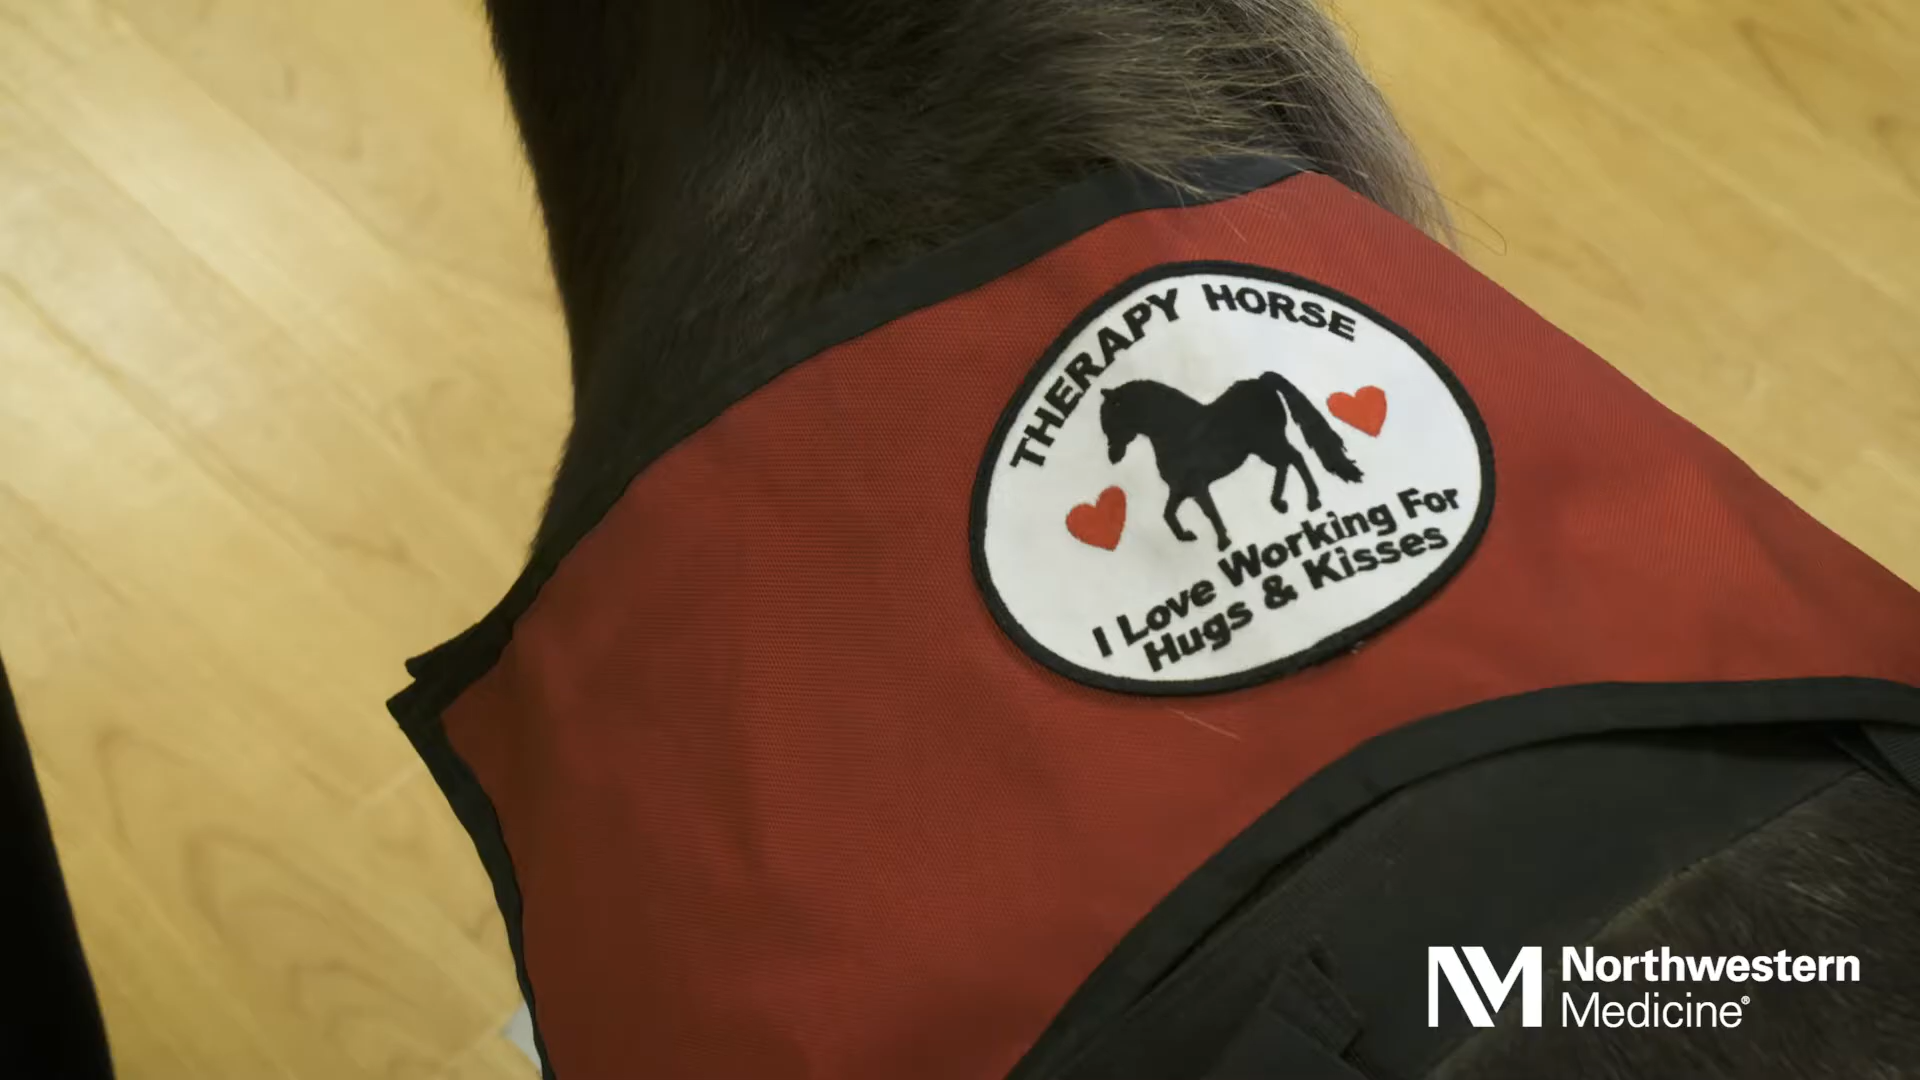 THERAPY HORSE
I Love Working For
Hugs & Kisses
Northwestern
Medicine®